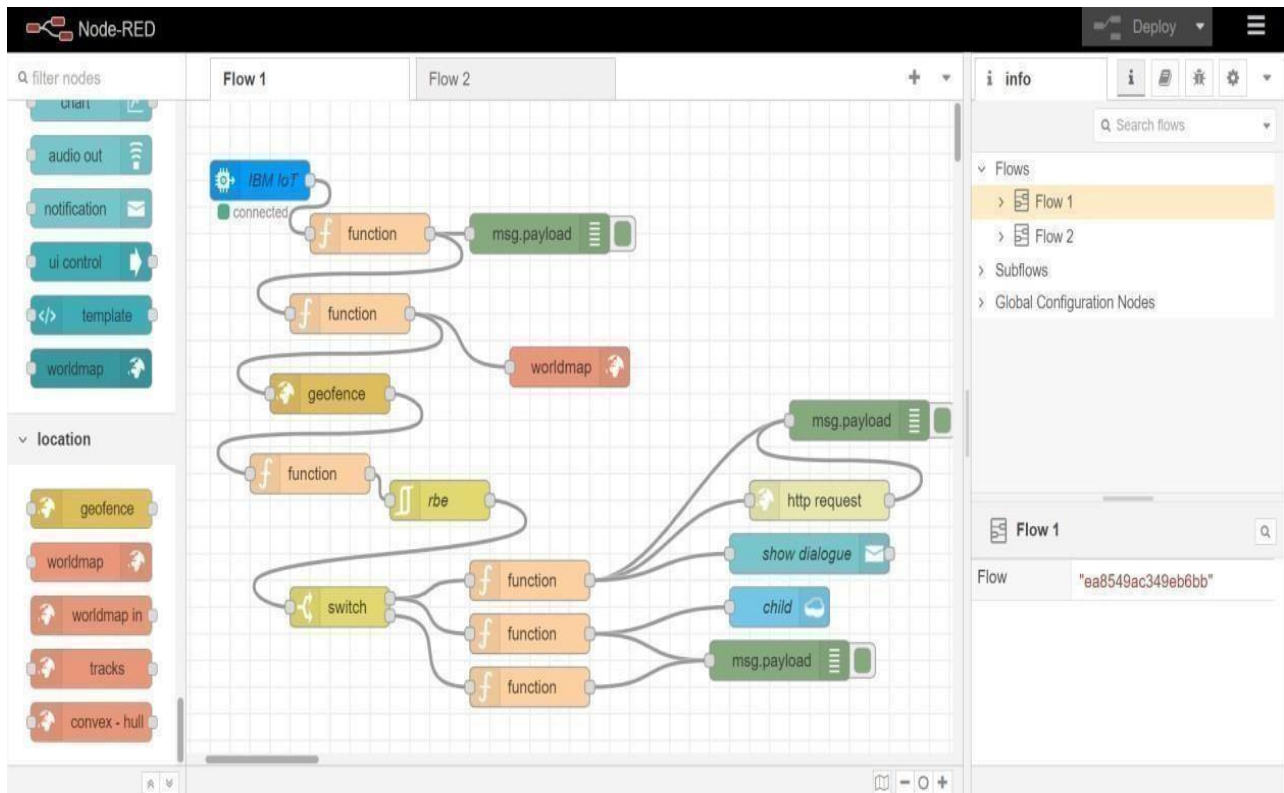 Node-RED
Deploy
filter nodes
Flow 1
Flow 2
i info
i
Search flows
chart
audio out
notification
ui control
</> template
worldmap
location
geofence
worldmap
worldmap in
tracks
convex - hull
IBM IoT
connected
f function
msg.payload
f function
worldmap
geofence
msg.payload
f function
rbe
http request
show dialogue
f function
switch
child
f function
msg.payload
f function
Flows
Flow 1
Flow 2
Subflows
Global Configuration Nodes
Flow 1
Flow "ea8549ac349eb6bb"